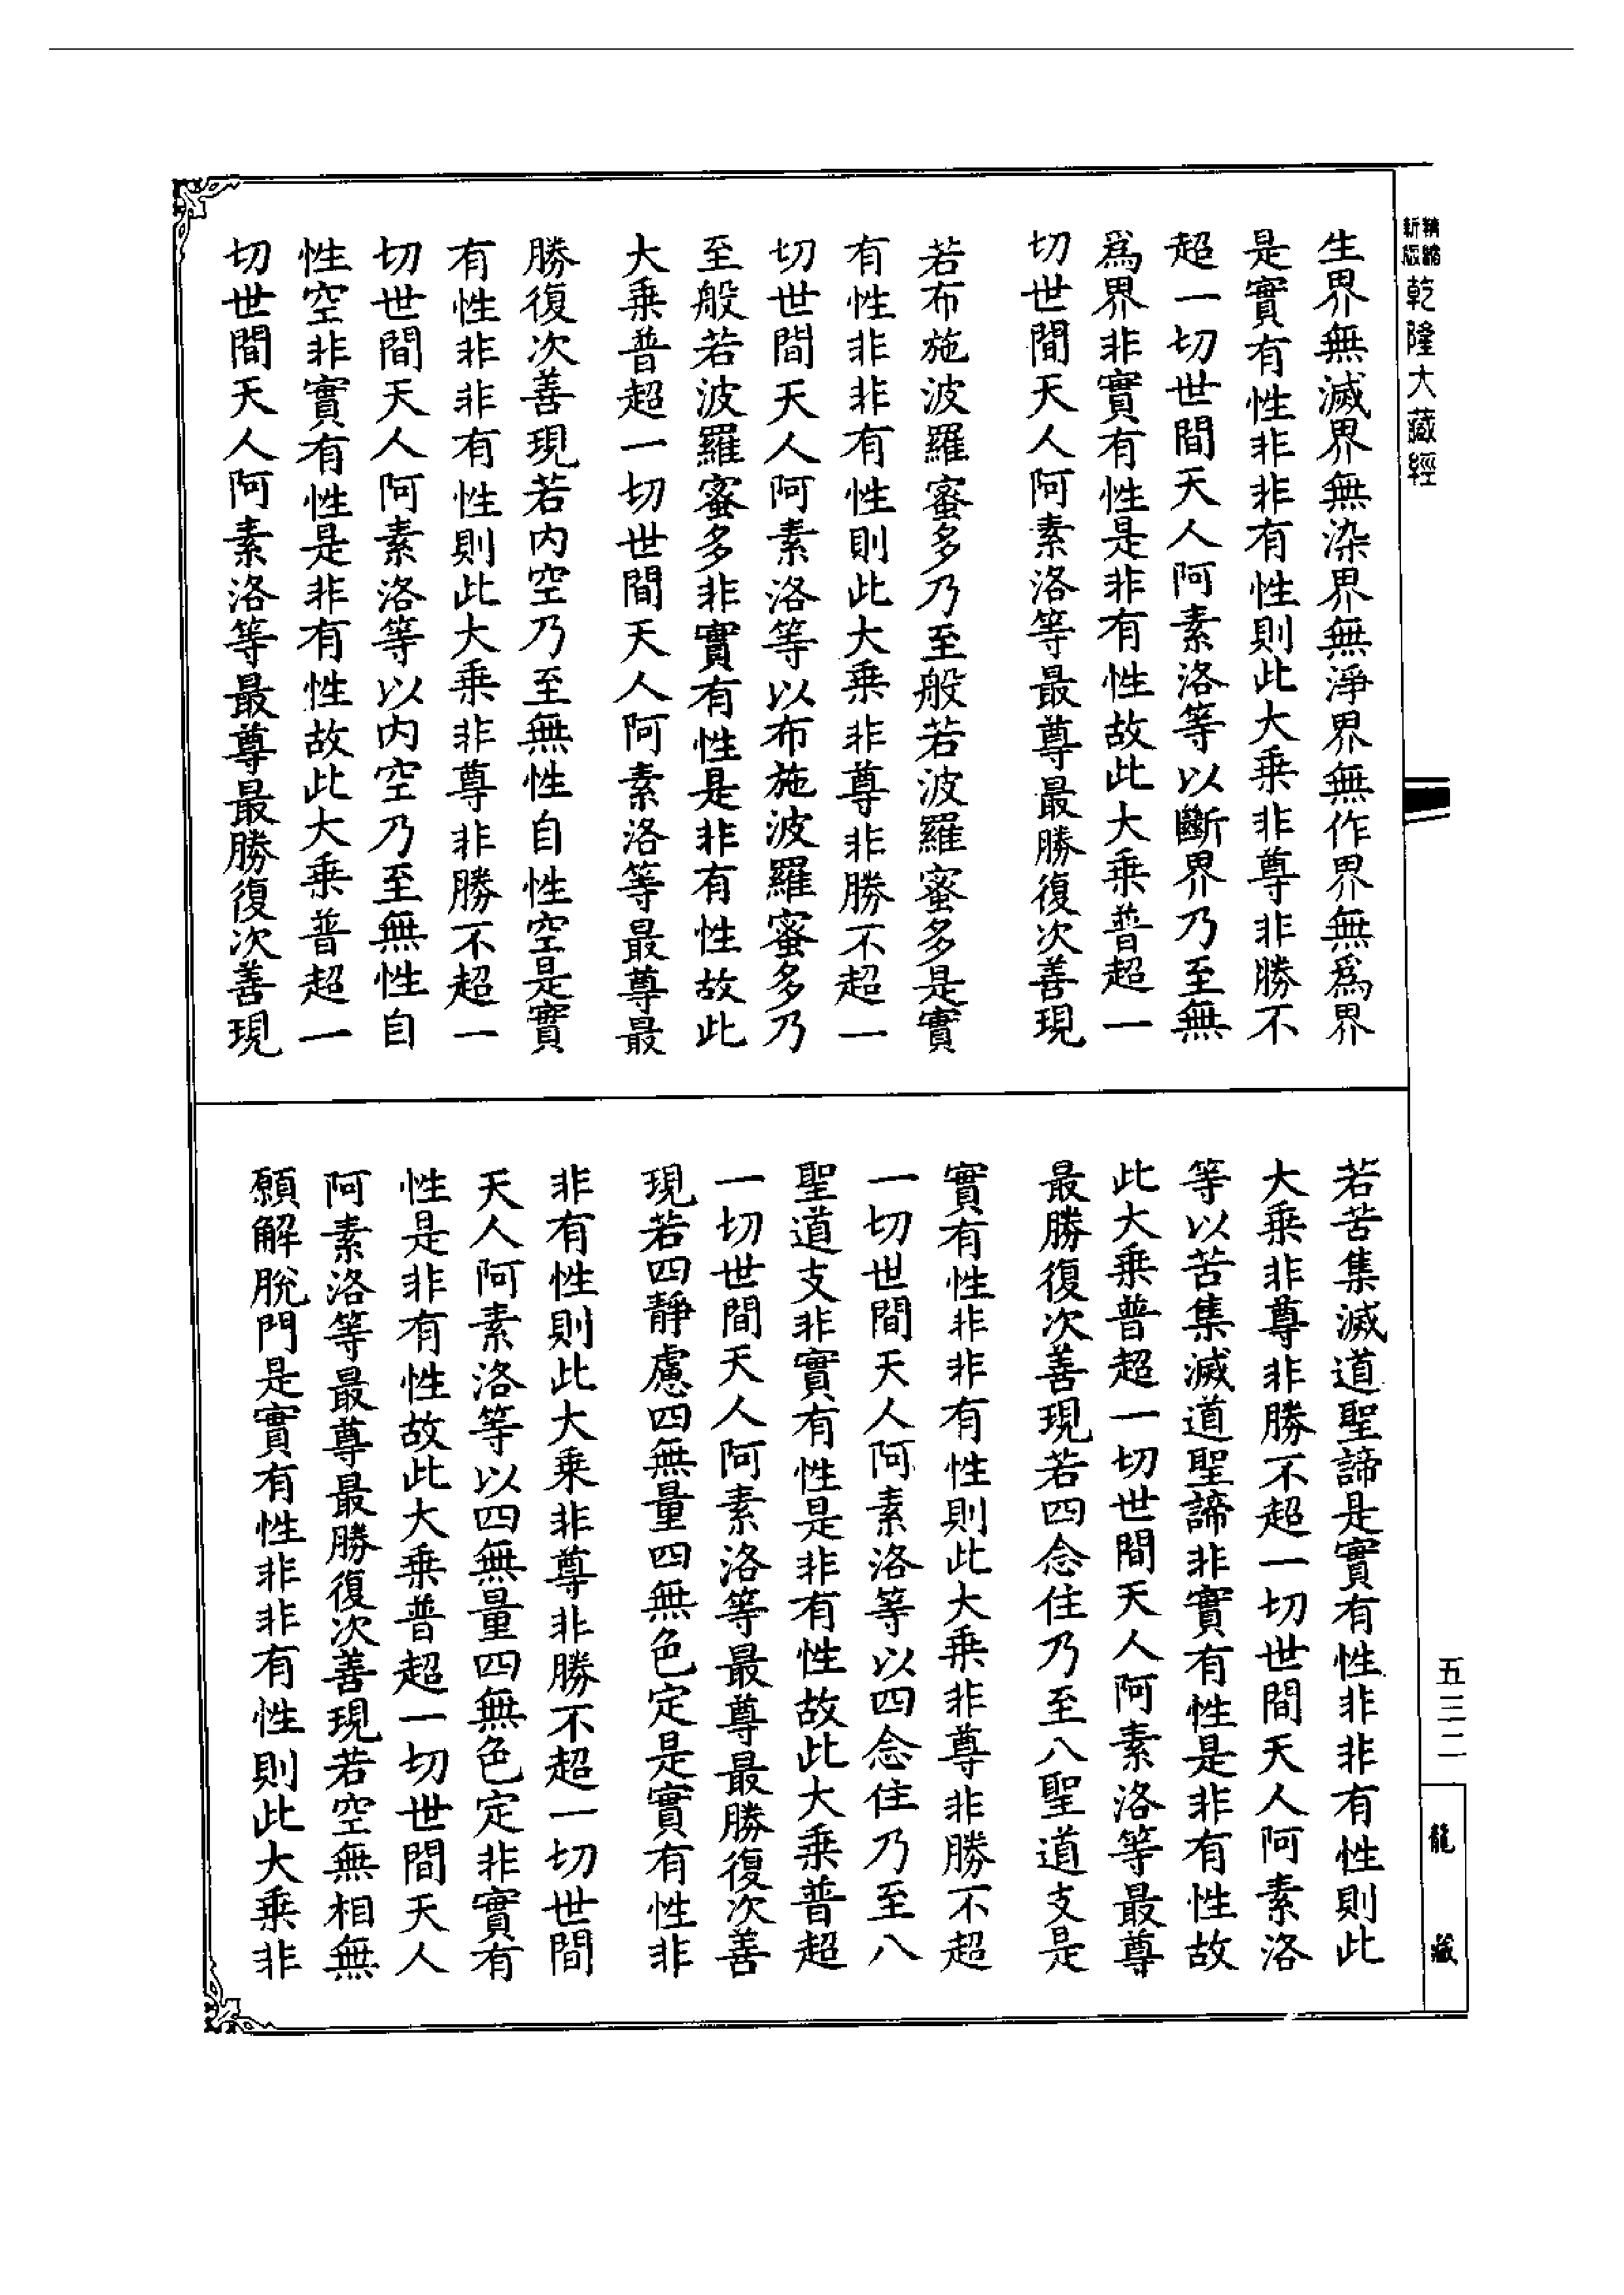 精縮新版乾隆大藏經
生界無滅界無染界無淨界無作界無爲界
是實有性非非有性則此大乘非尊非勝不
超一切世間天人阿素洛等以斷界乃至無
爲界非實有性是非有性故此大乘普超一
切世間天人阿素洛等最尊最勝復次善現
若布施波羅蜜多乃至般若波羅蜜多是實
有性非非有性則此大乘非尊非勝不超一
切世間天人阿素洛等以布施波羅蜜多乃
至般若波羅蜜多非實有性是非有性故此
大乘普超一切世間天人阿素洛等最尊最
勝復次善現若内空乃至無性自性空是實
有性非非有性則此大乘非尊非勝不超一
切世間天人阿素洛等以内空乃至無性自
性空非實有性是非有性故此大乘普超一
切世間天人阿素洛等最尊最勝復次善現
若苦集滅道聖諦是實有性非非有性則此
大乘非尊非勝不超一切世間天人阿素洛
等以苦集滅道聖諦非實有性是非有性故
此大乘普超一切世間天人阿素洛等最尊
最勝復次善現若四念住乃至八聖道支是
實有性非非有性則此大乘非尊非勝不超
一切世間天人阿素洛等以四念住乃至八
聖道支非實有性是非有性故此大乘普超
一切世間天人阿素洛等最尊最勝復次善
現若四靜慮四無量四無色定是實有性非
非有性則此大乘非尊非勝不超一切世間
天人阿素洛等以四無量四無色定非實有
性是非有性故此大乘普超一切世間天人
阿素洛等最尊最勝復次善現若空無相無
願解脫門是實有性非非有性則此大乘非
五三二
龍藏